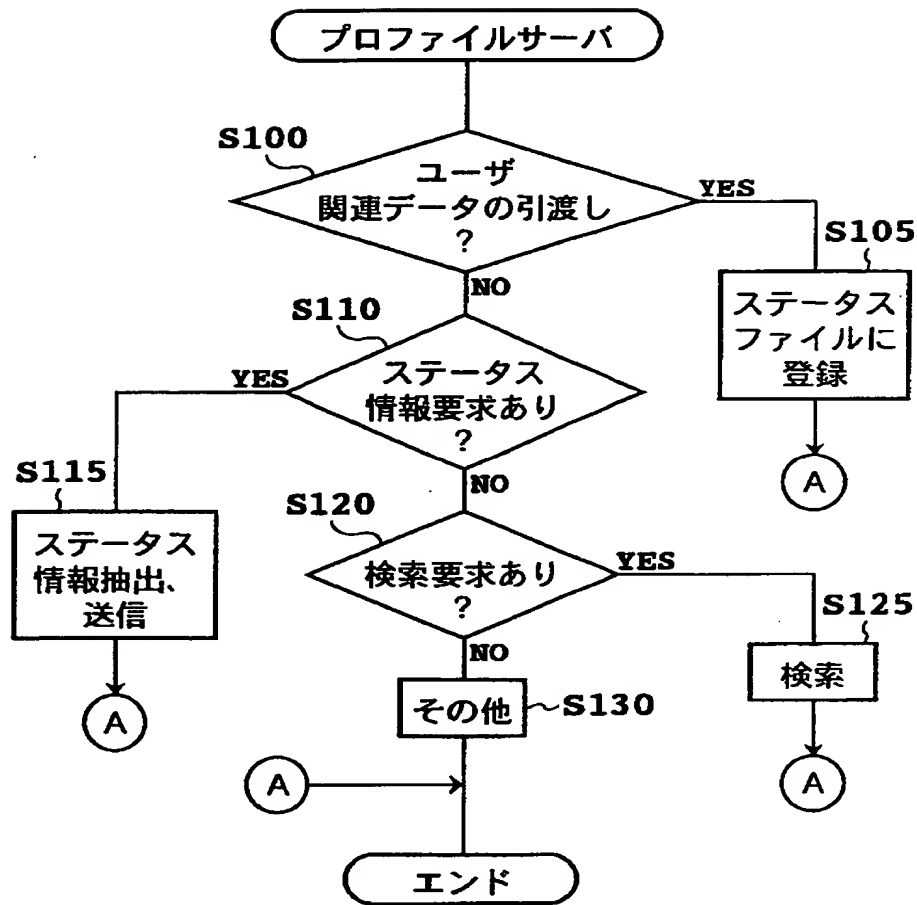 プロファイルサーバ
S100
ユーザ
関連データの引渡し
?
YES
NO
S105
ステータス
ファイルに
登録
A
S110
ステータス
情報要求あり
?
YES
NO
S115
ステータス
情報抽出、
送信
A
S120
検索要求あり
?
YES
NO
S125
検索
A
その他
S130
A
エンド